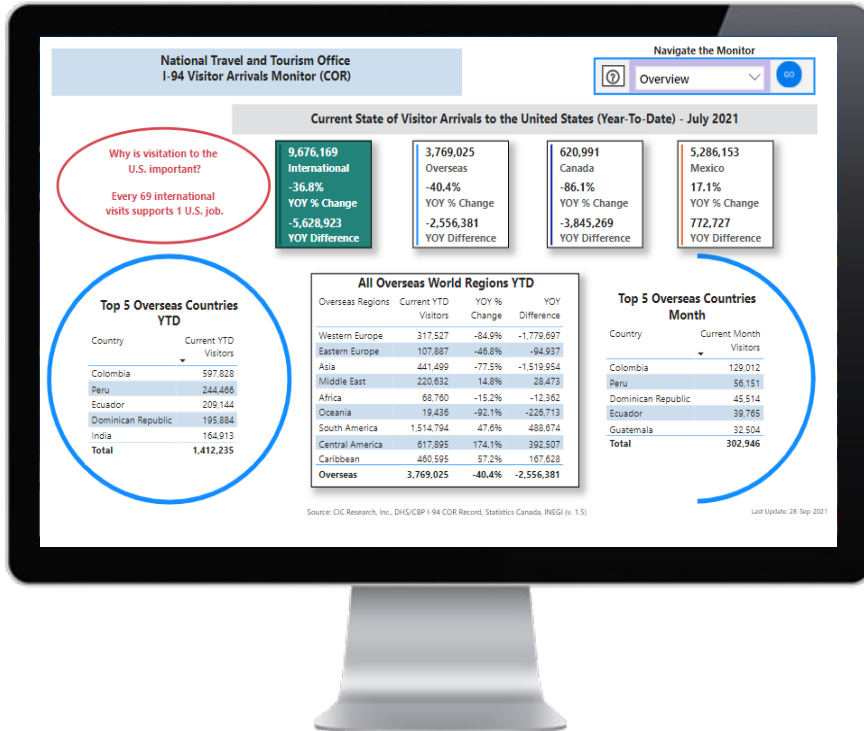 National Travel and Tourism Office
I-94 Visitor Arrivals Monitor (COR)
Navigate the Monitor
Overview
GO
Current State of Visitor Arrivals to the United States (Year-To-Date) - July 2021
Why is visitation to the
U.S. important?
Every 69 international
visits supports 1 U.S. job.
9,676,169
International
-36.8%
YOY % Change
-5,628,923
YOY Difference
3,769,025
Overseas
-40.4%
YOY % Change
-2,556,381
YOY Difference
620,991
Canada
-86.1%
YOY % Change
-3,845,269
YOY Difference
5,286,153
Mexico
17.1%
YOY % Change
772,727
YOY Difference
Top 5 Overseas Countries
YTD
Country Current YTD
Visitors
Colombia 597,828
Peru 244,466
Ecuador 209,144
Dominican Republic 195,884
India 164,913
Total 1,412,235
All Overseas World Regions YTD
Overseas Regions Current YTD YOY % YOY
Visitors Change Difference
Western Europe 317,527 -84.9% -1,779,697
Eastern Europe 107,887 -46.8% -94,937
Asia 441,499 -77.5% -1,519,954
Middle East 220,632 14.8% 28,473
Africa 68,760 -15.2% -12,362
Oceania 19,436 -92.1% -226,713
South America 1,514,794 47.6% 488,674
Central America 617,895 174.1% 392,507
Caribbean 460,595 57.2% 167,628
Overseas 3,769,025 -40.4% -2,556,381
Top 5 Overseas Countries
Month
Country Current Month
Visitors
Colombia 129,012
Peru 56,151
Dominican Republic 45,514
Ecuador 39,765
Guatemala 32,504
Total 302,946
Source: CIC Research, Inc., DHS/CBP I-94 COR Record, Statistics Canada, INEGI (v. 1.5)
Last Update: 28 Sep 2021